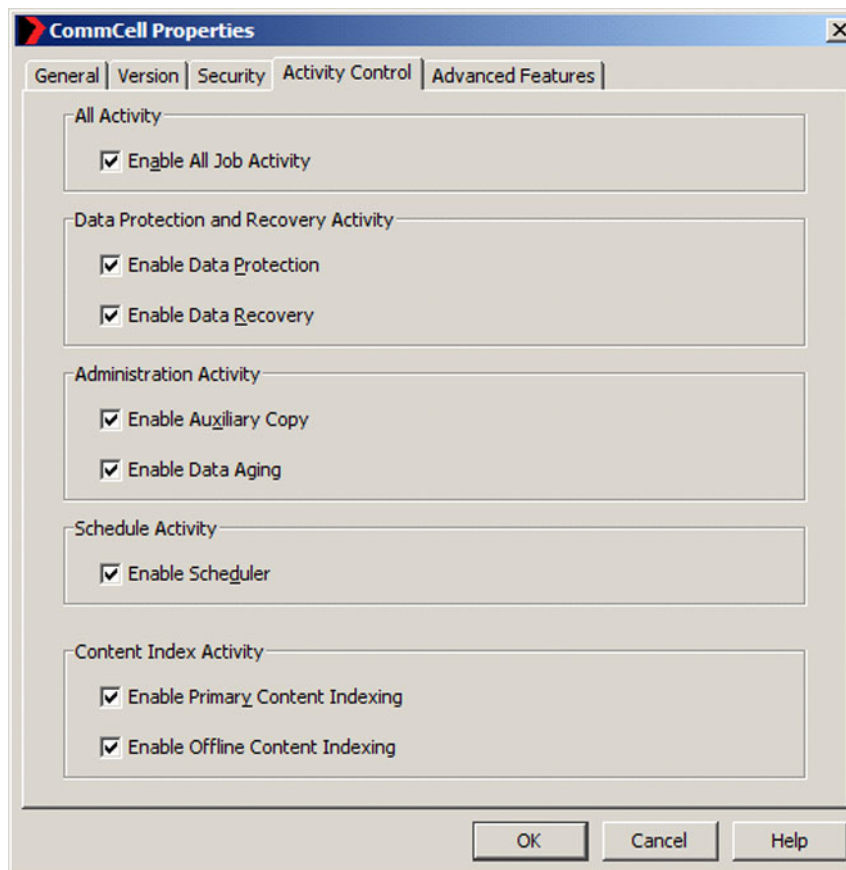 CommCell Properties
General Version Security Activity Control Advanced Features
All Activity
Enable All Job Activity
Data Protection and Recovery Activity
Enable Data Protection
Enable Data Recovery
Administration Activity
Enable Auxiliary Copy
Enable Data Aging
Schedule Activity
Enable Scheduler
Content Index Activity
Enable Primary Content Indexing
Enable Offline Content Indexing
OK Cancel Help